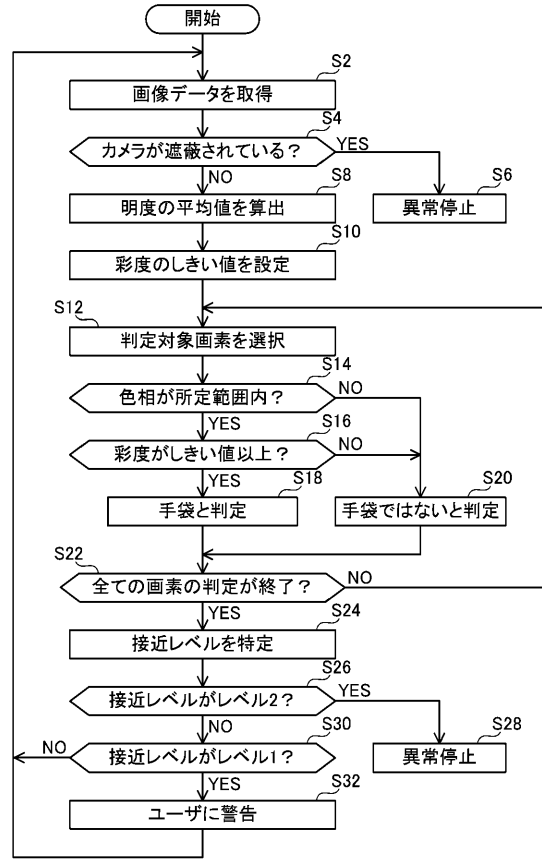 開始
S2
画像データを取得
S4
カメラが遮蔽されている？
YES
NO
S6
異常停止
S8
明度の平均値を算出
S10
彩度のしきい値を設定
S12
判定対象画素を選択
S14
色相が所定範囲内？
NO
YES
S16
彩度がしきい値以上？
NO
YES
S18
手袋と判定
S20
手袋ではないと判定
S22
全ての画素の判定が終了？
NO
YES
S24
接近レベルを特定
S26
接近レベルがレベル2？
YES
NO
S28
異常停止
S30
接近レベルがレベル1？
NO
YES
S32
ユーザに警告